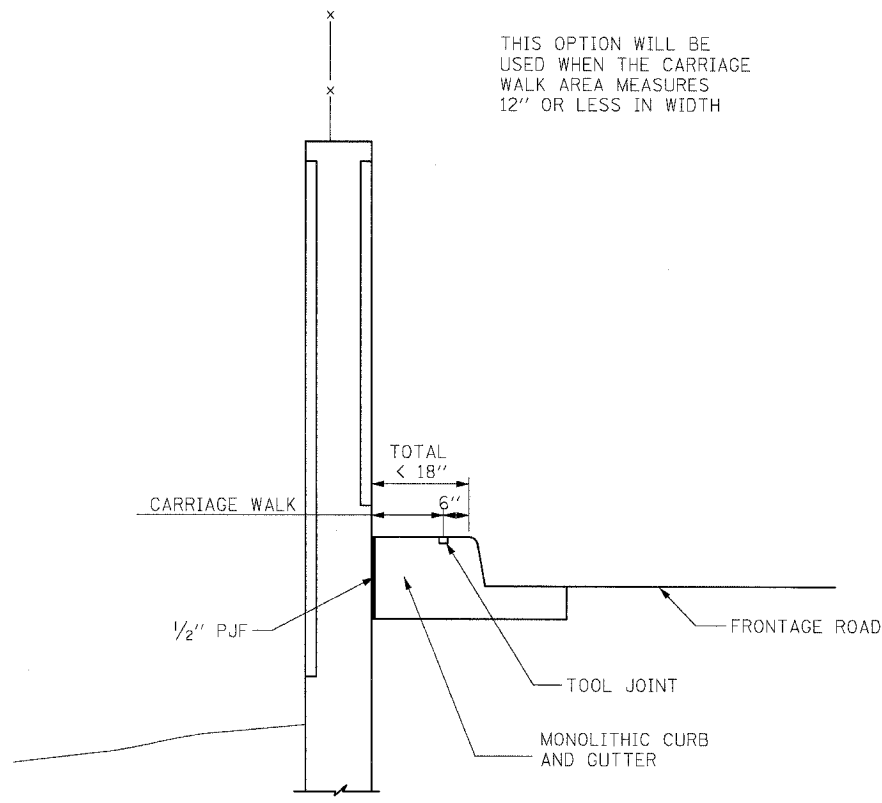 x
x
THIS OPTION WILL BE
USED WHEN THE CARRIAGE
WALK AREA MEASURES
12" OR LESS IN WIDTH
TOTAL
< 18"
CARRIAGE WALK
6"
1/2" PJF
FRONTAGE ROAD
TOOL JOINT
MONOLITHIC CURB
AND GUTTER